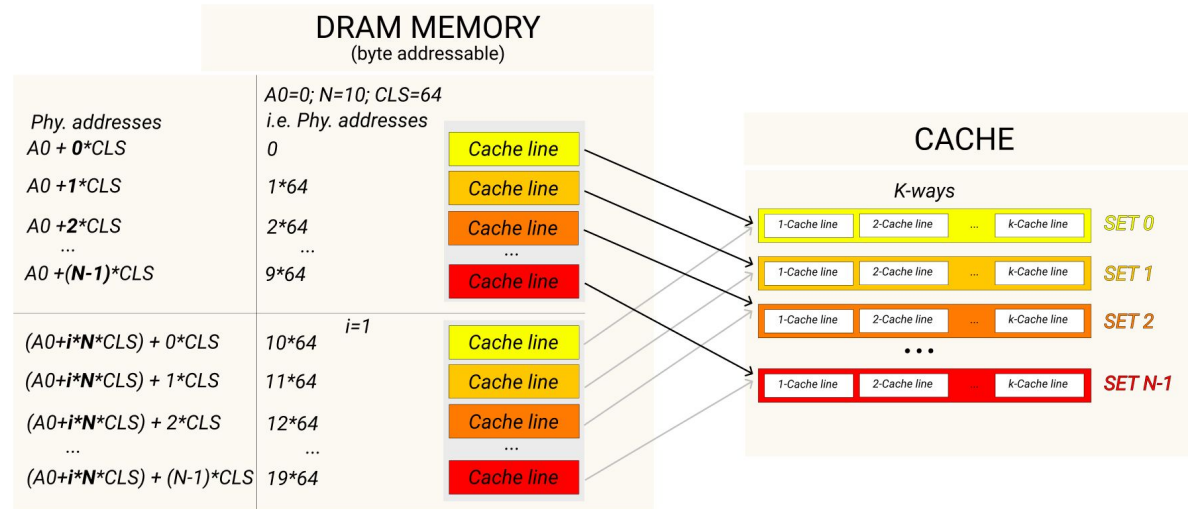 DRAM MEMORY
(byte addressable)
A0=0; N=10; CLS=64
Phy. addresses
i.e. Phy. addresses
A0 + 0*CLS
0
Cache line
A0 +1*CLS
1*64
Cache line
A0 +2*CLS
2*64
Cache line
...
...
...
A0 +(N-1)*CLS
9*64
Cache line
i=1
(A0+i*N*CLS) + 0*CLS
10*64
Cache line
(A0+i*N*CLS) + 1*CLS
11*64
Cache line
(A0+i*N*CLS) + 2*CLS
12*64
Cache line
...
...
...
(A0+i*N*CLS) + (N-1)*CLS
19*64
Cache line
CACHE
K-ways
1-Cache line 2-Cache line ... k-Cache line SET 0
1-Cache line 2-Cache line ... k-Cache line SET 1
1-Cache line 2-Cache line ... k-Cache line SET 2
...
1-Cache line 2-Cache line ... k-Cache line SET N-1